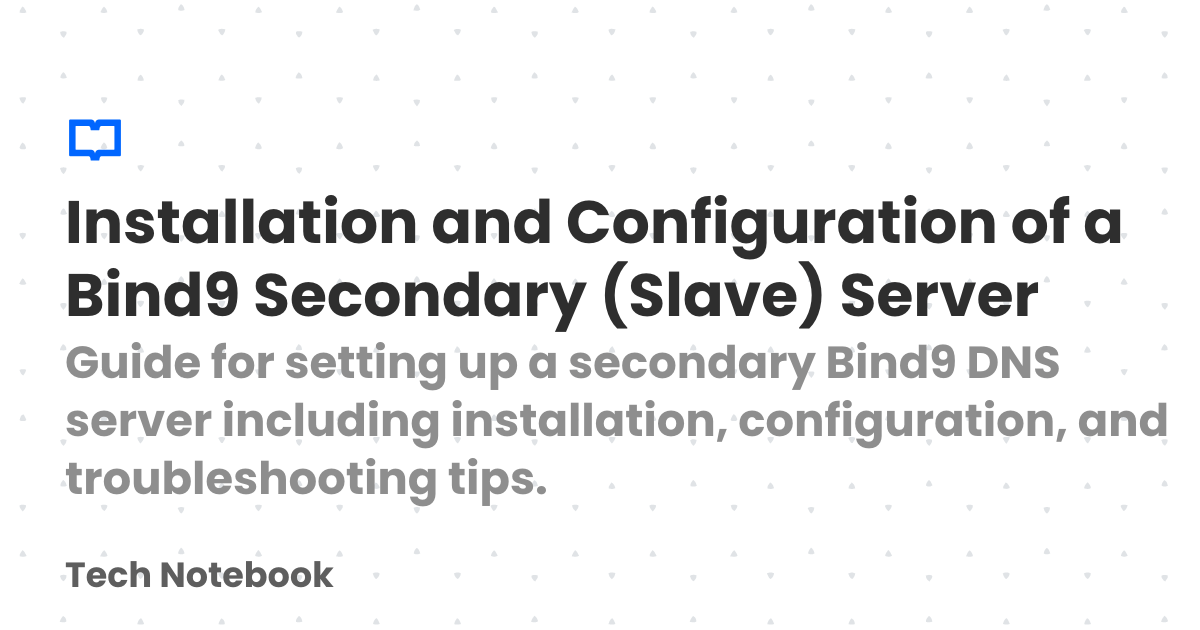 Installation and Configuration of a
Bind9 Secondary (Slave) Server
Guide for setting up a secondary Bind9 DNS
server including installation, configuration, and
troubleshooting tips.
Tech Notebook